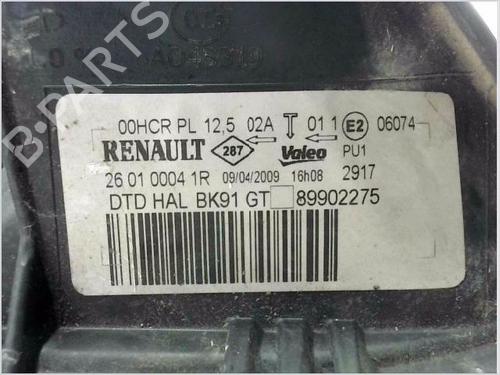 00HCR PL 12,5 02A 01 1 E2 06074
RENAULT 287 Valeo PU1
26 01 0004 1R 09/04/2009 16h08 2917
DTD HAL BK91 GT 89902275
B-PARTS